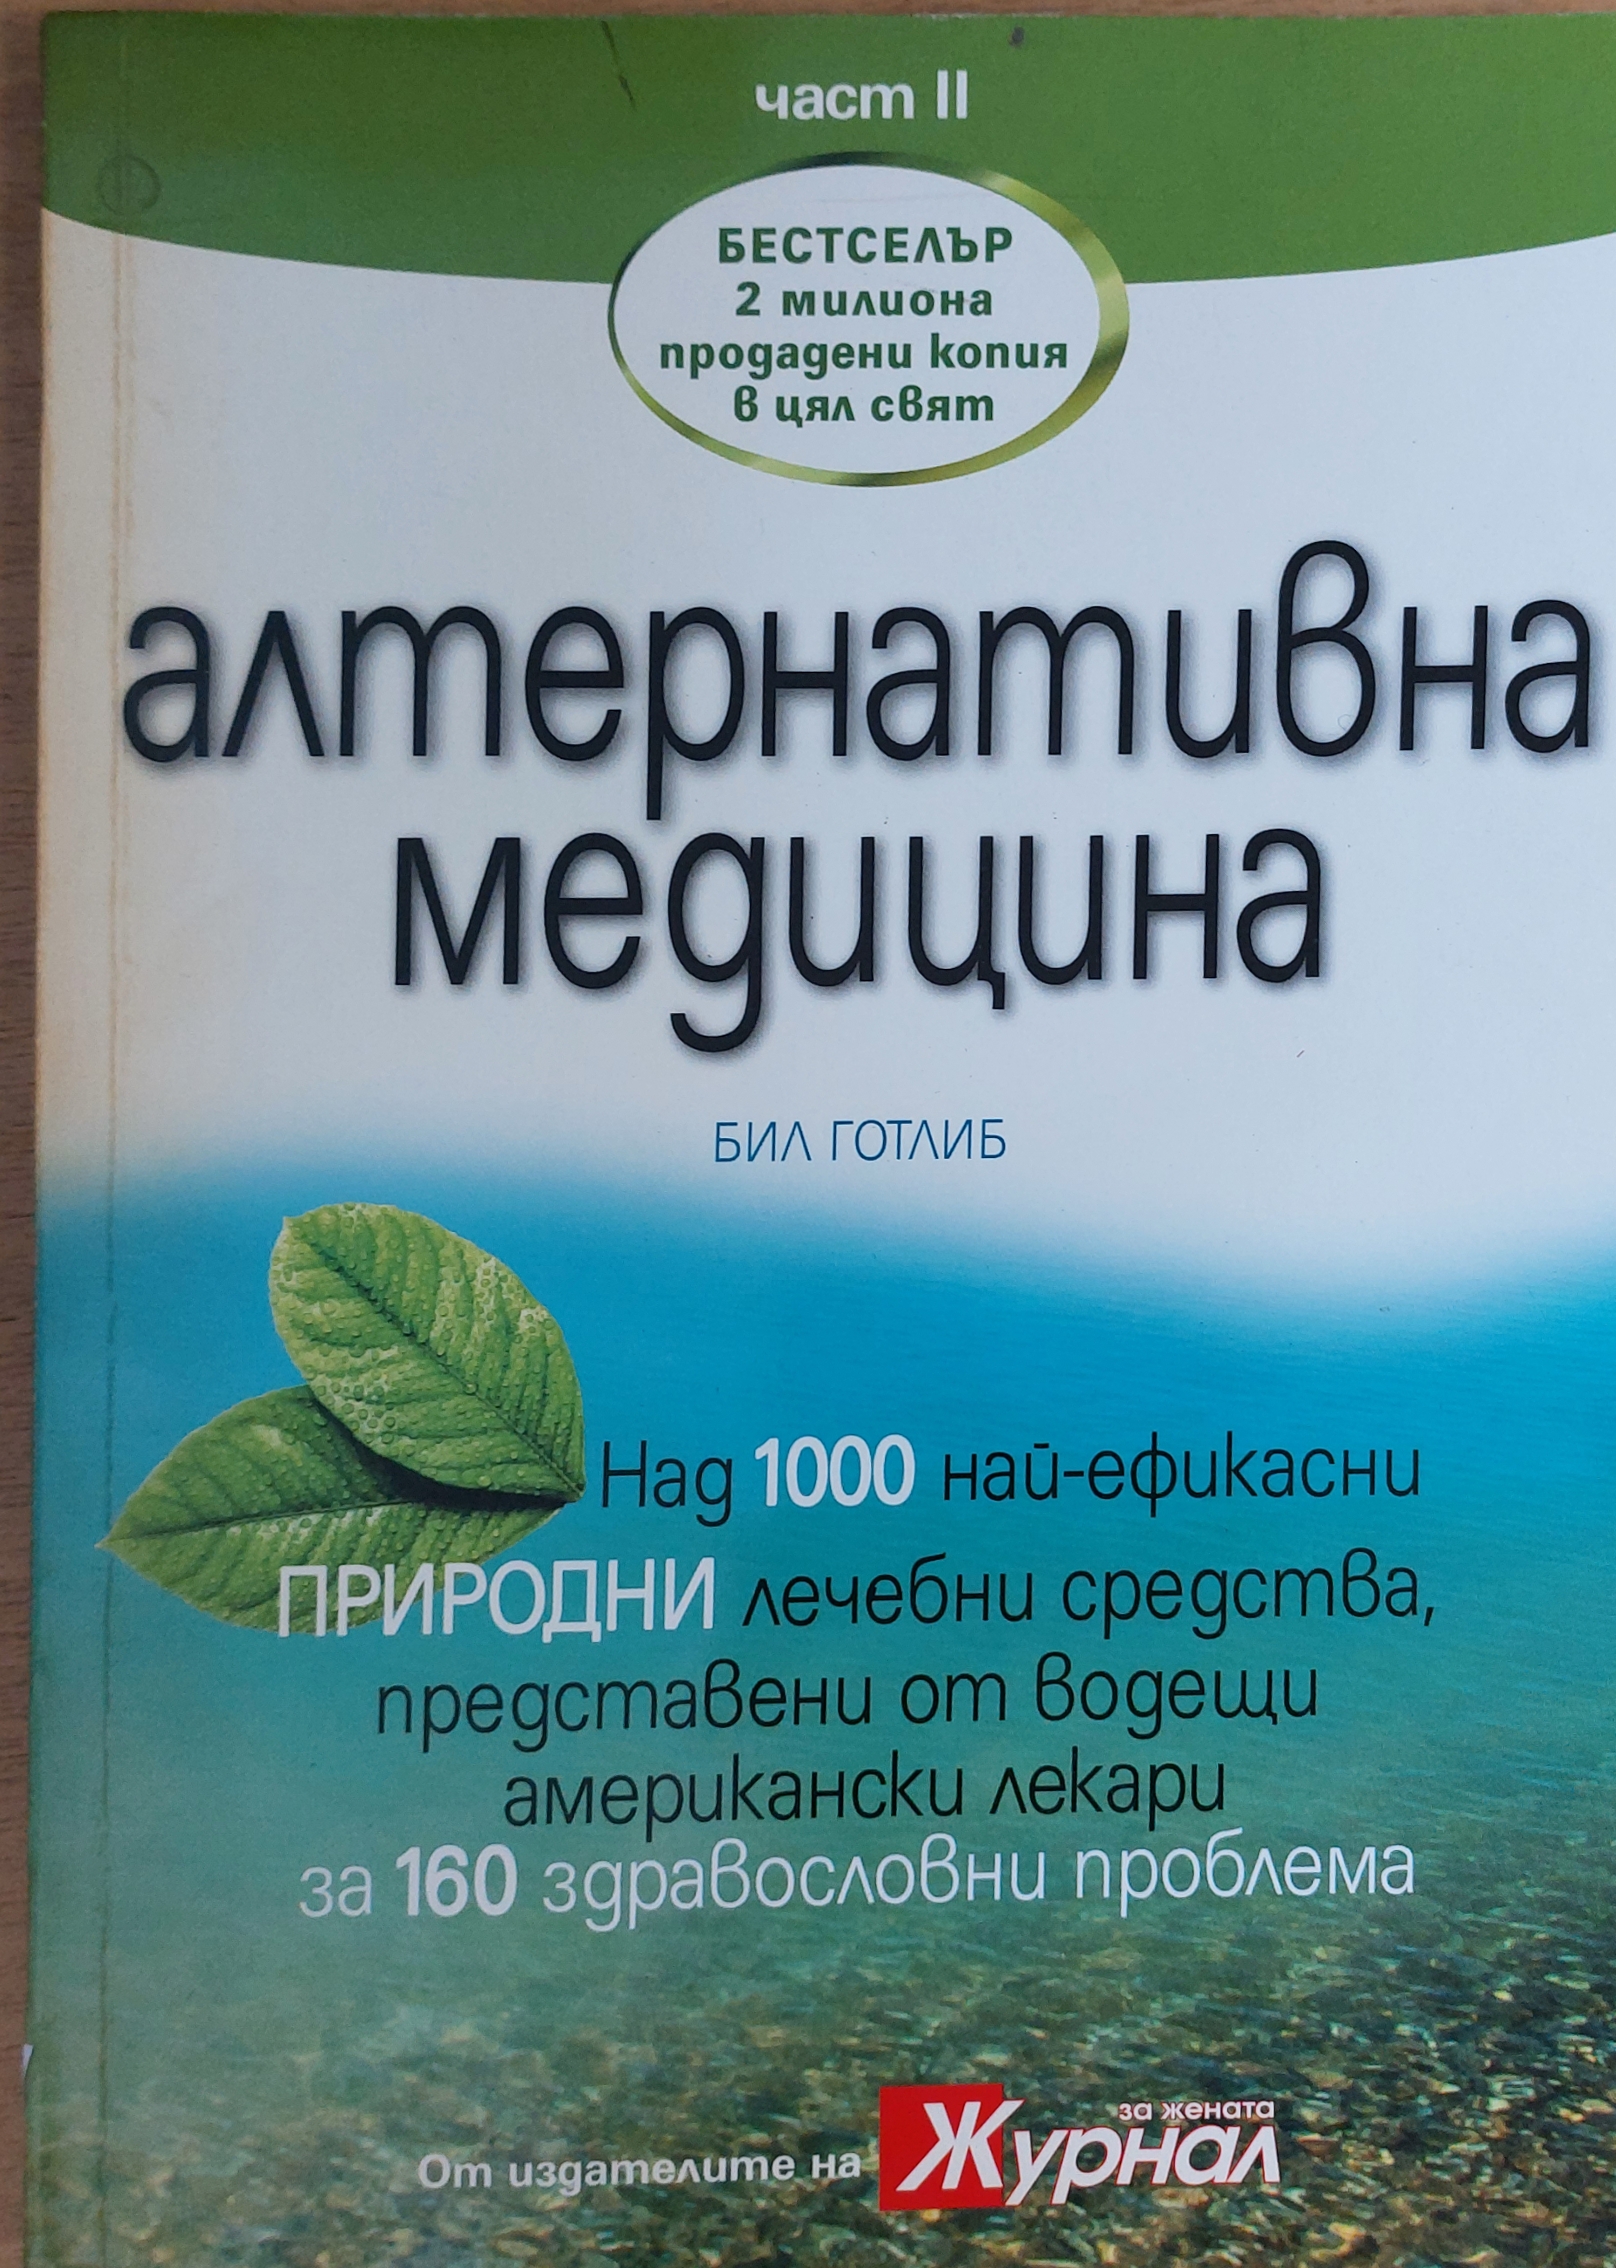 част II
БЕСТСЕЛЪР
2 милиона
продадени копия
в цял свят
алтернативна
медицина
БИЛ ГОТЛИБ
Над 1000 най-ефикасни
ПРИРОДНИ лечебни средства,
представени от водещи
американски лекари
за 160 здравословни проблема
за жената
От издателите на Журнал